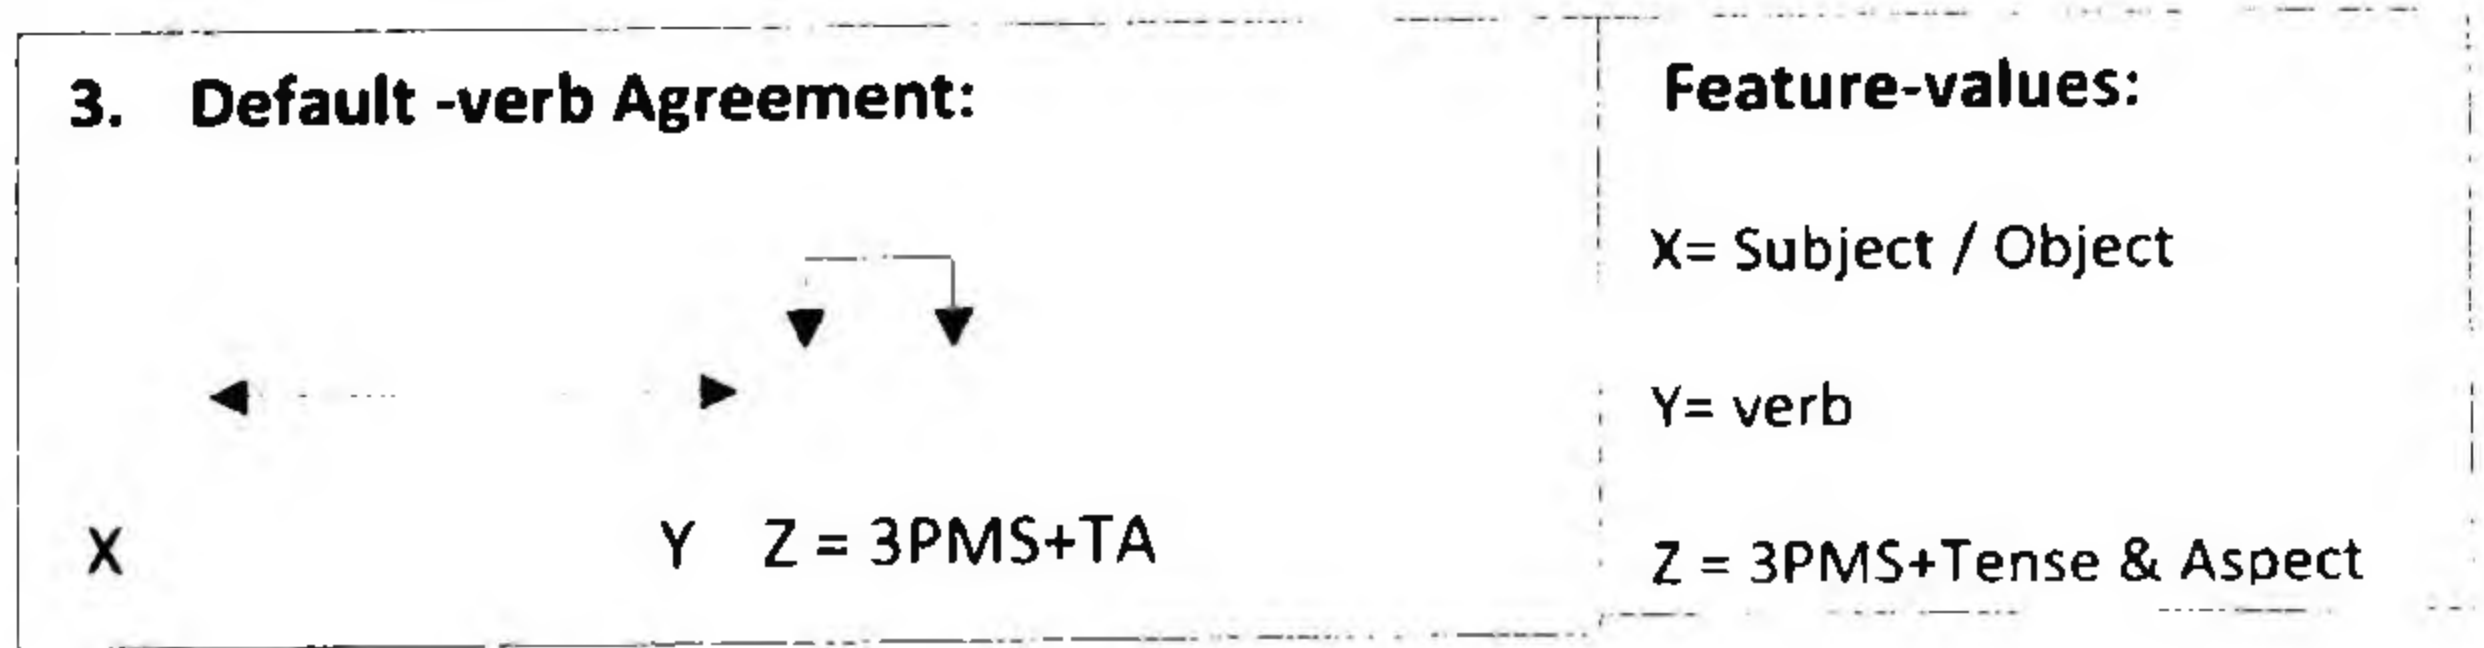 3. Default -verb Agreement:
X Y Z = 3PMS+TA
Feature-values:
X= Subject / Object
Y= verb
Z = 3PMS+Tense & Aspect